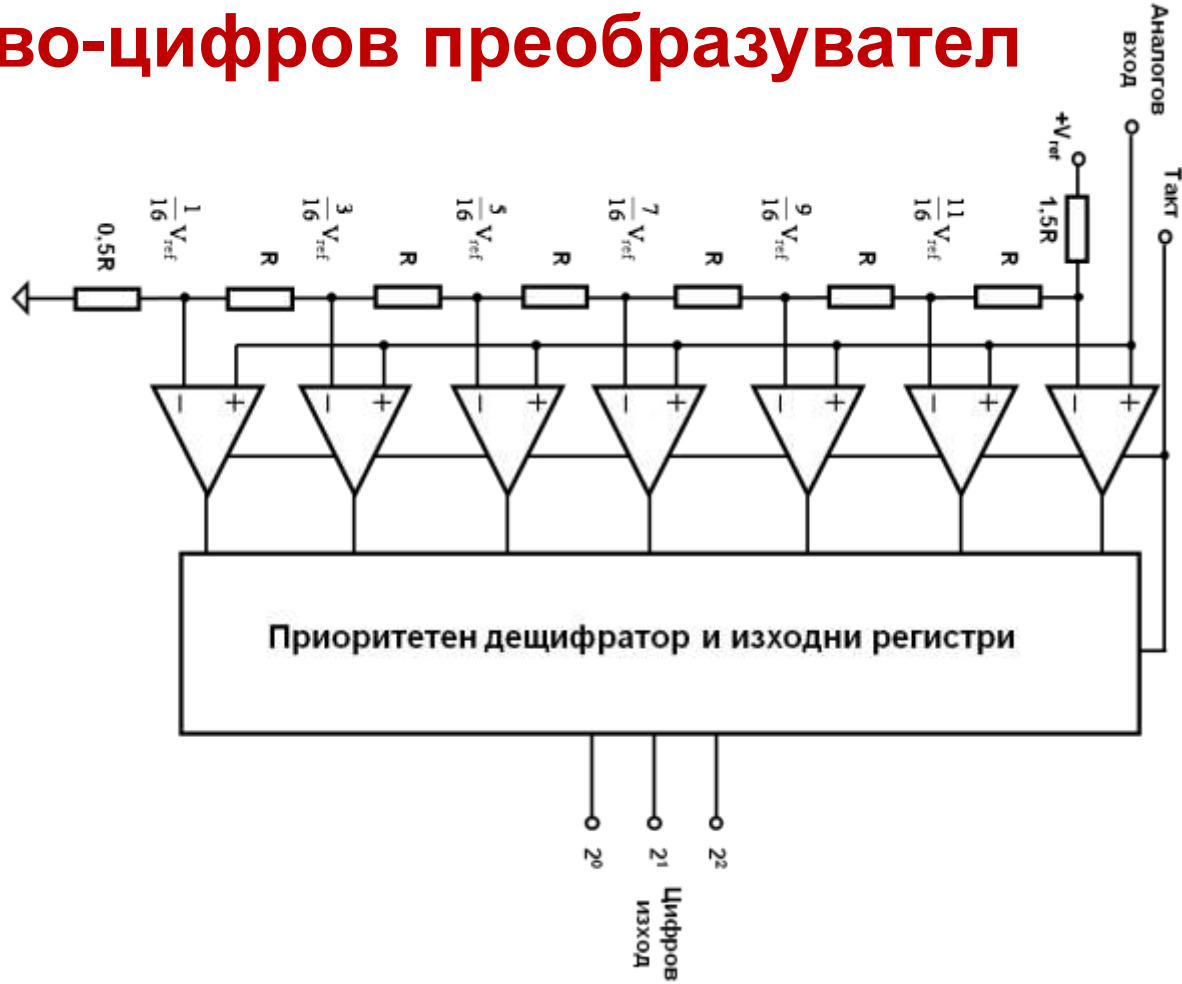 во-цифров преобразувател
Аналогов
вход
+Vref
Такт
1,5R
1/16 Vref
3/16 Vref
5/16 Vref
7/16 Vref
9/16 Vref
11/16 Vref
0,5R
R
R
R
R
R
R
− +
− +
− +
− +
− +
− +
− +
Приоритетен дещифратор и изходни регистри
2⁰
2¹
2²
Цифров
изход